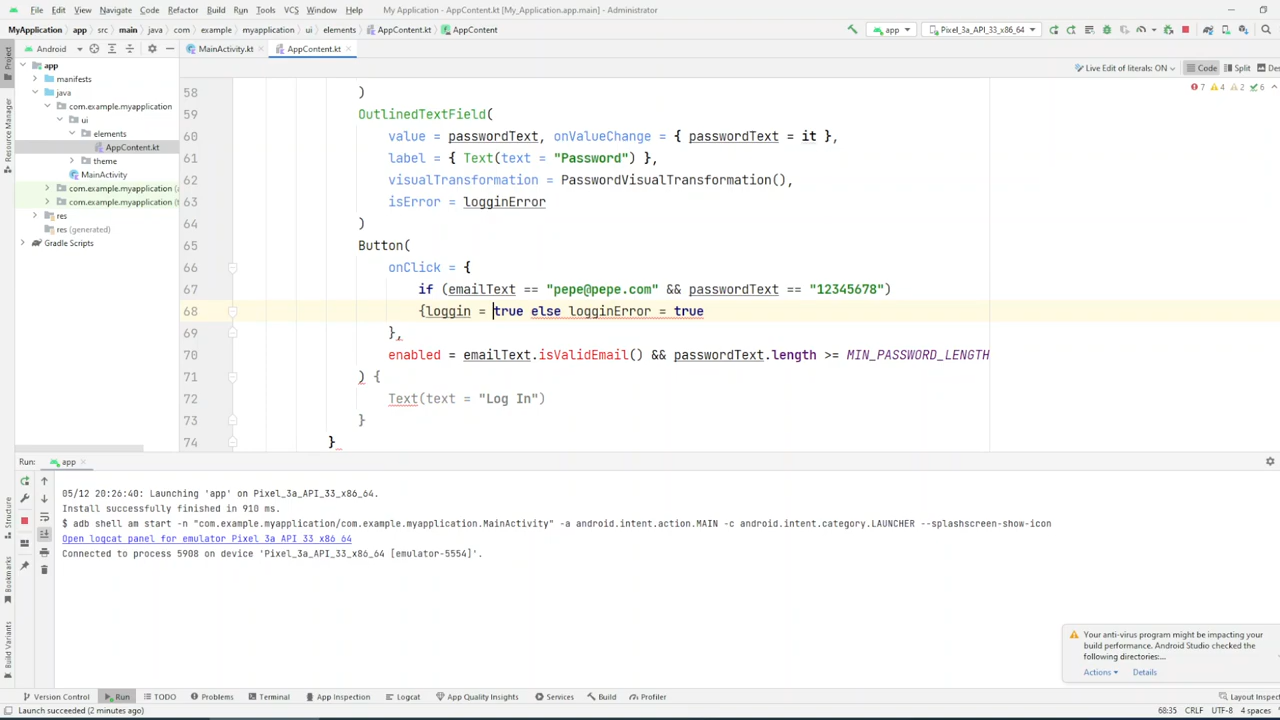 File Edit View Navigate Code Refactor Build Run Tools VCS Window Help My Application - AppContent.kt [My_Application.app.main] - Administrator
MyApplication app src main java com example myapplication ui elements AppContent.kt AppContent app Pixel_3a_API_33_x86_64
Android MainActivity.kt AppContent.kt
Live Edit of literals: ON Code Split Des
7 4 2 6
app
manifests
java
com.example.myapplication
ui
elements
AppContent.kt
theme
MainActivity
com.example.myapplication (a
com.example.myapplication (
res
res (generated)
Gradle Scripts
58 )
59 OutlinedTextField(
60 value = passwordText, onValueChange = { passwordText = it },
61 label = { Text(text = "Password") },
62 visualTransformation = PasswordVisualTransformation(),
63 isError = logginError
64 )
65 Button(
66 onClick = {
67 if (emailText == "pepe@pepe.com" && passwordText == "12345678")
68 {loggin = true else logginError = true
69 },
70 enabled = emailText.isValidEmail() && passwordText.length >= MIN_PASSWORD_LENGTH
71 ) {
72 Text(text = "Log In")
73 }
74 }
Project
Resource Manager
Structure
Bookmarks
Build Variants
Run: app
05/12 20:26:40: Launching 'app' on Pixel_3a_API_33_x86_64.
Install successfully finished in 910 ms.
$ adb shell am start -n "com.example.myapplication/com.example.myapplication.MainActivity" -a android.intent.action.MAIN -c android.intent.category.LAUNCHER --splashscreen-show-icon
Open logcat panel for emulator Pixel 3a API 33 x86 64
Connected to process 5908 on device 'Pixel_3a_API_33_x86_64 [emulator-5554]'.
Your anti-virus program might be impacting your
build performance. Android Studio checked the
following directories:...
Actions Details
Version Control Run TODO Problems Terminal App Inspection Logcat App Quality Insights Services Build Profiler Layout Inspect
Launch succeeded (2 minutes ago) 68:35 CRLF UTF-8 4 spaces